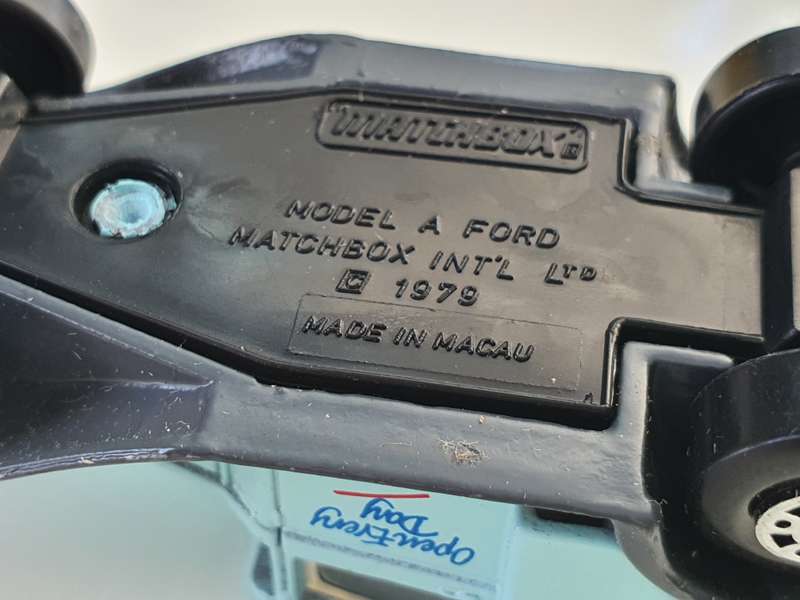 MATCHBOX ®
MODEL A FORD
MATCHBOX INT'L LTD
© 1979
MADE IN MACAU
Open Every
Day